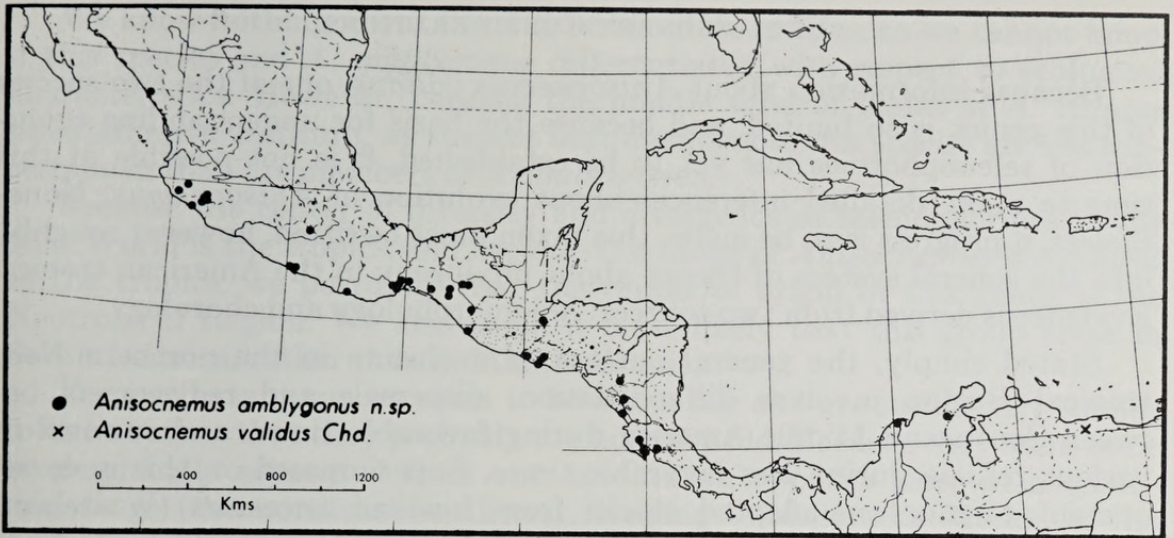 ● Anisocnemus amblygonus n.sp.
× Anisocnemus validus Chd.
0 400 800 1200
Kms